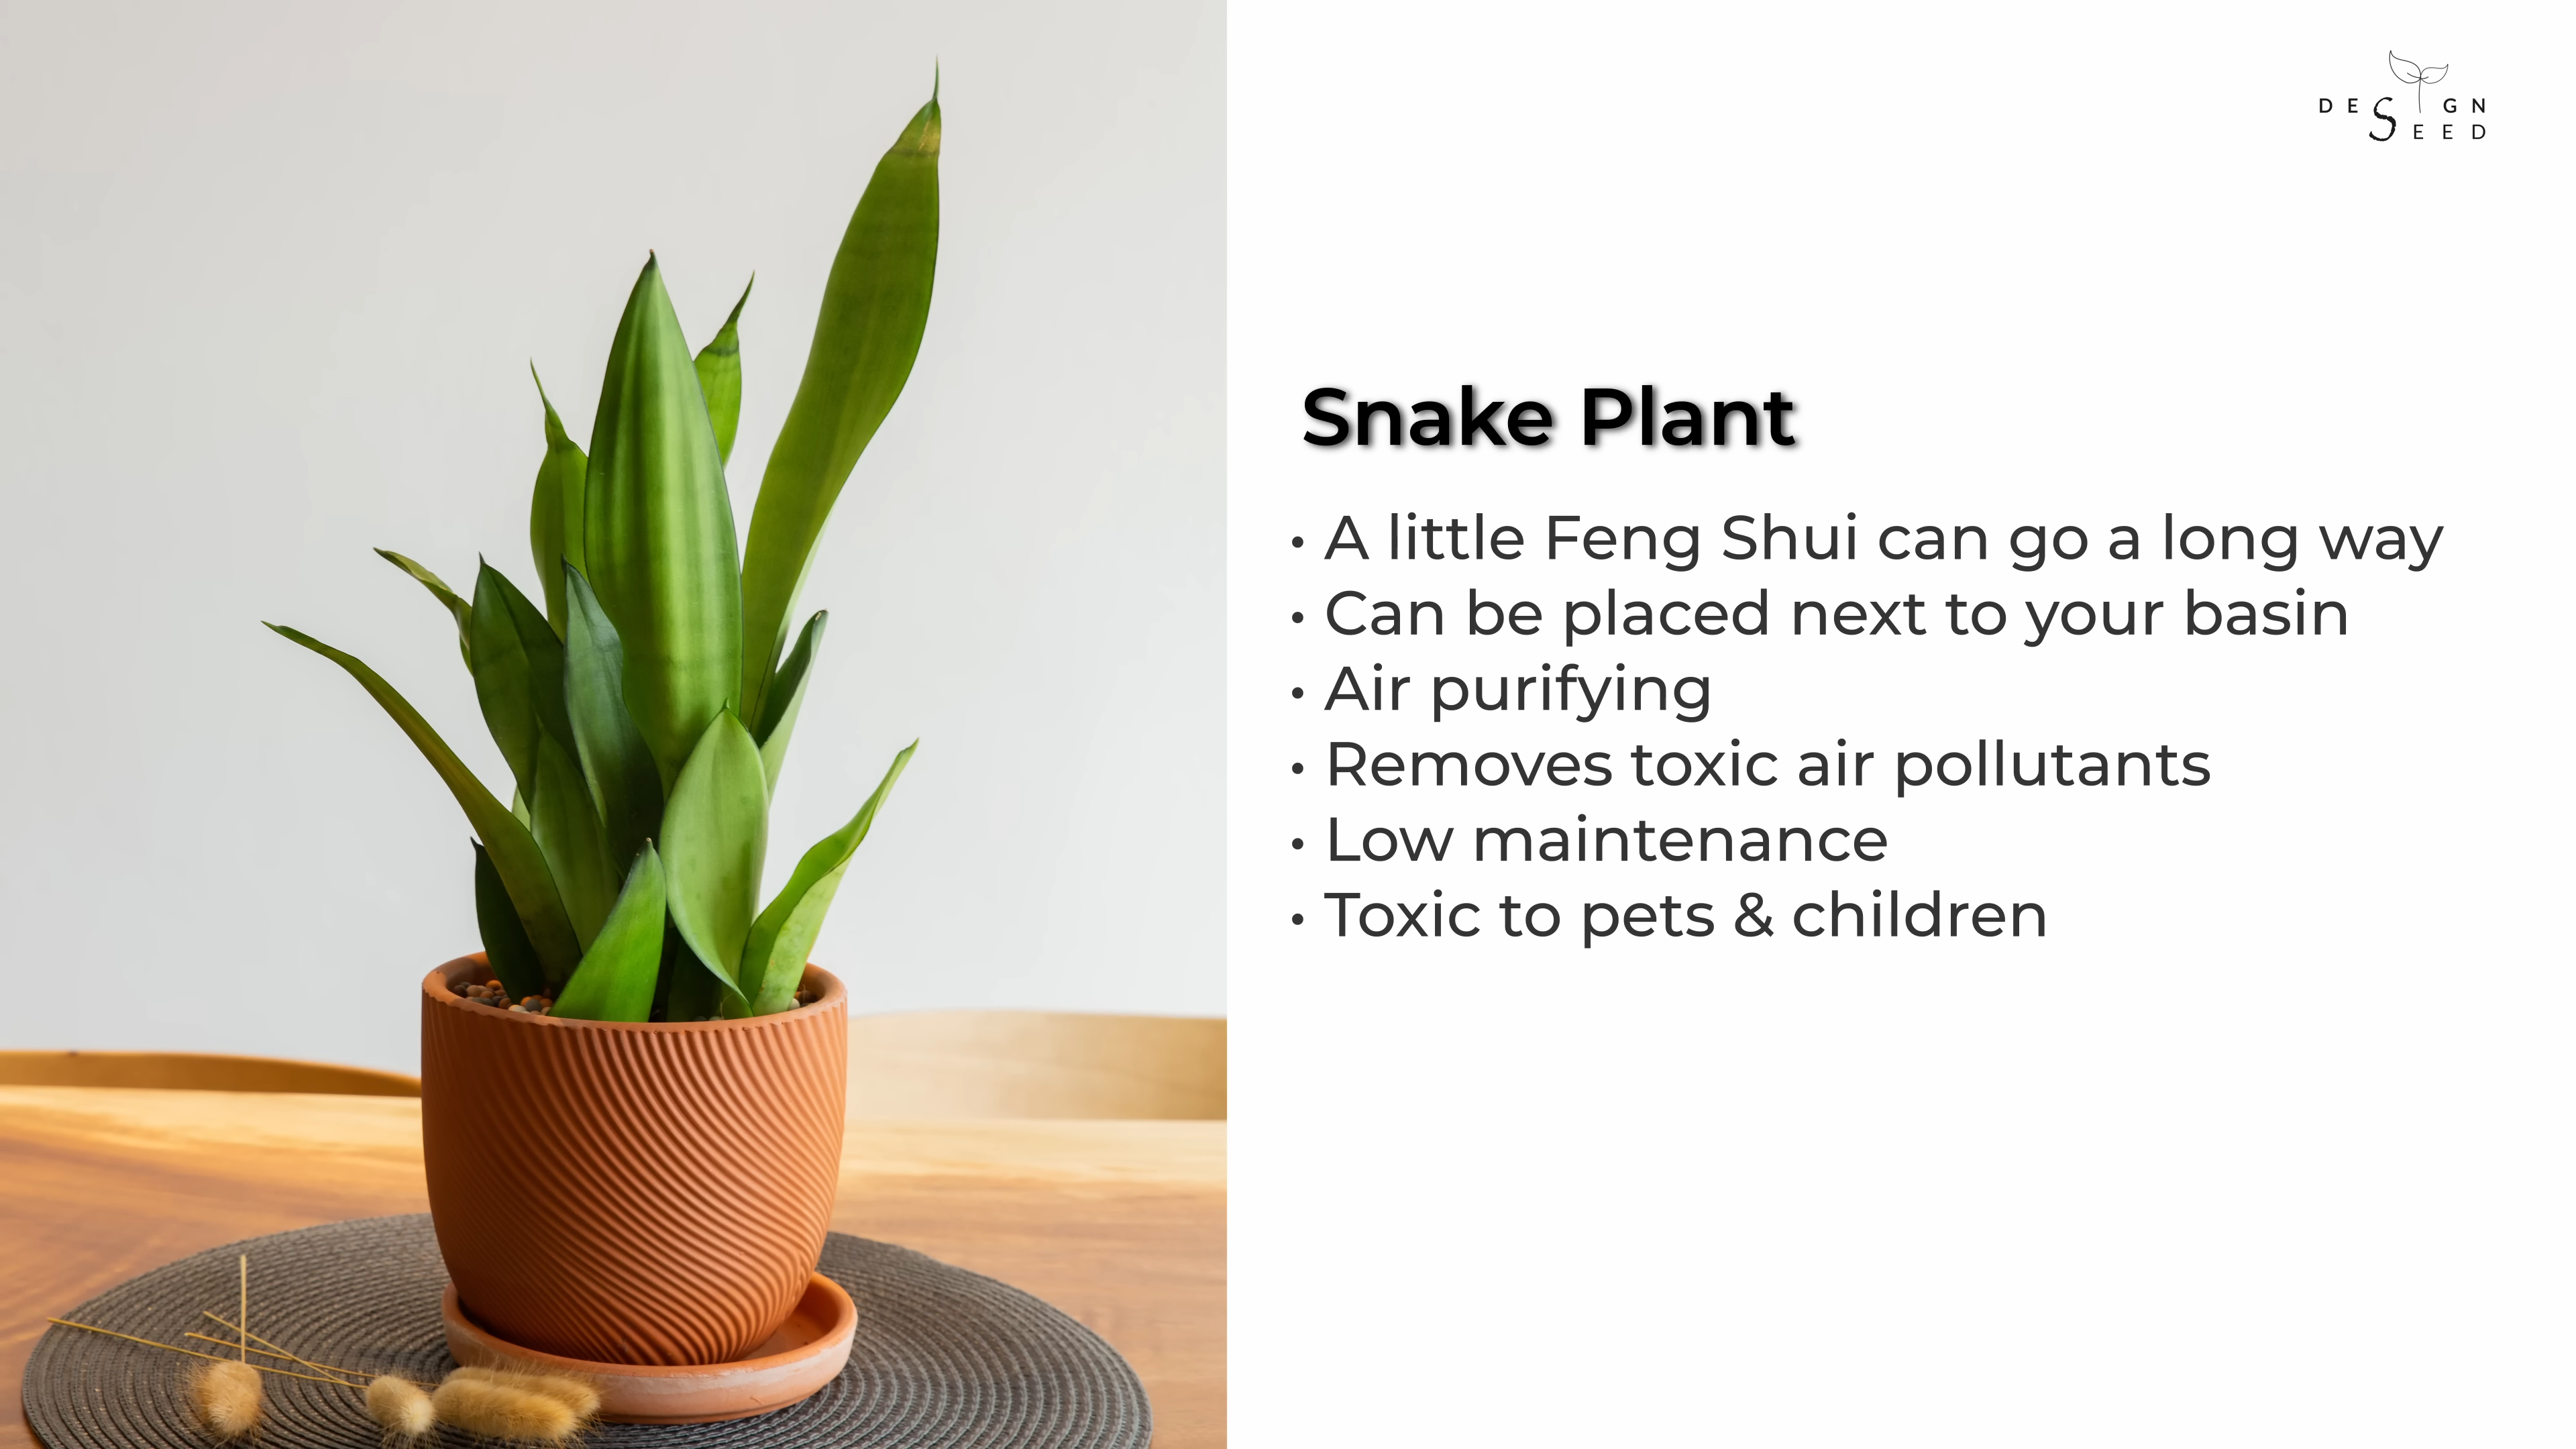 DESIGN
SEED
Snake Plant
• A little Feng Shui can go a long way
• Can be placed next to your basin
• Air purifying
• Removes toxic air pollutants
• Low maintenance
• Toxic to pets & children